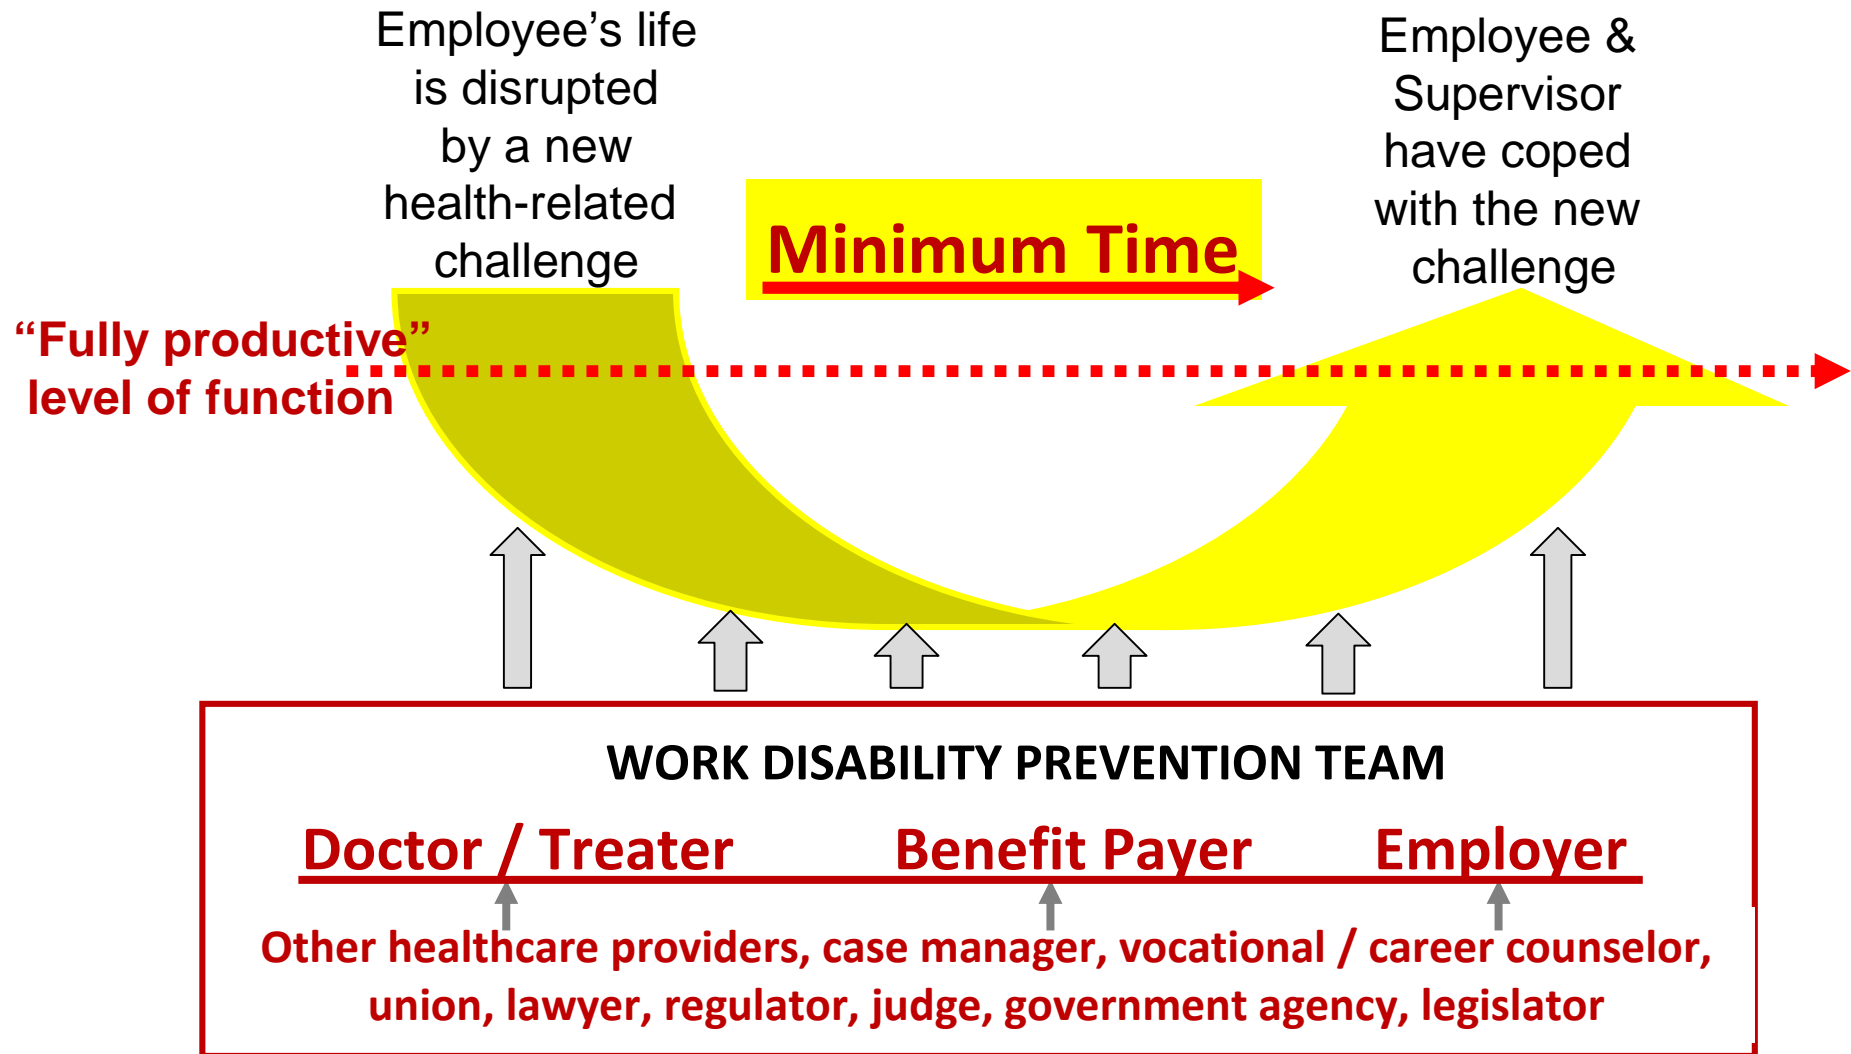 Employee’s life
is disrupted
by a new
health-related
challenge
Minimum Time
Employee &
Supervisor
have coped
with the new
challenge
“Fully productive”
level of function
WORK DISABILITY PREVENTION TEAM
Doctor / Treater Benefit Payer Employer
Other healthcare providers, case manager, vocational / career counselor,
union, lawyer, regulator, judge, government agency, legislator